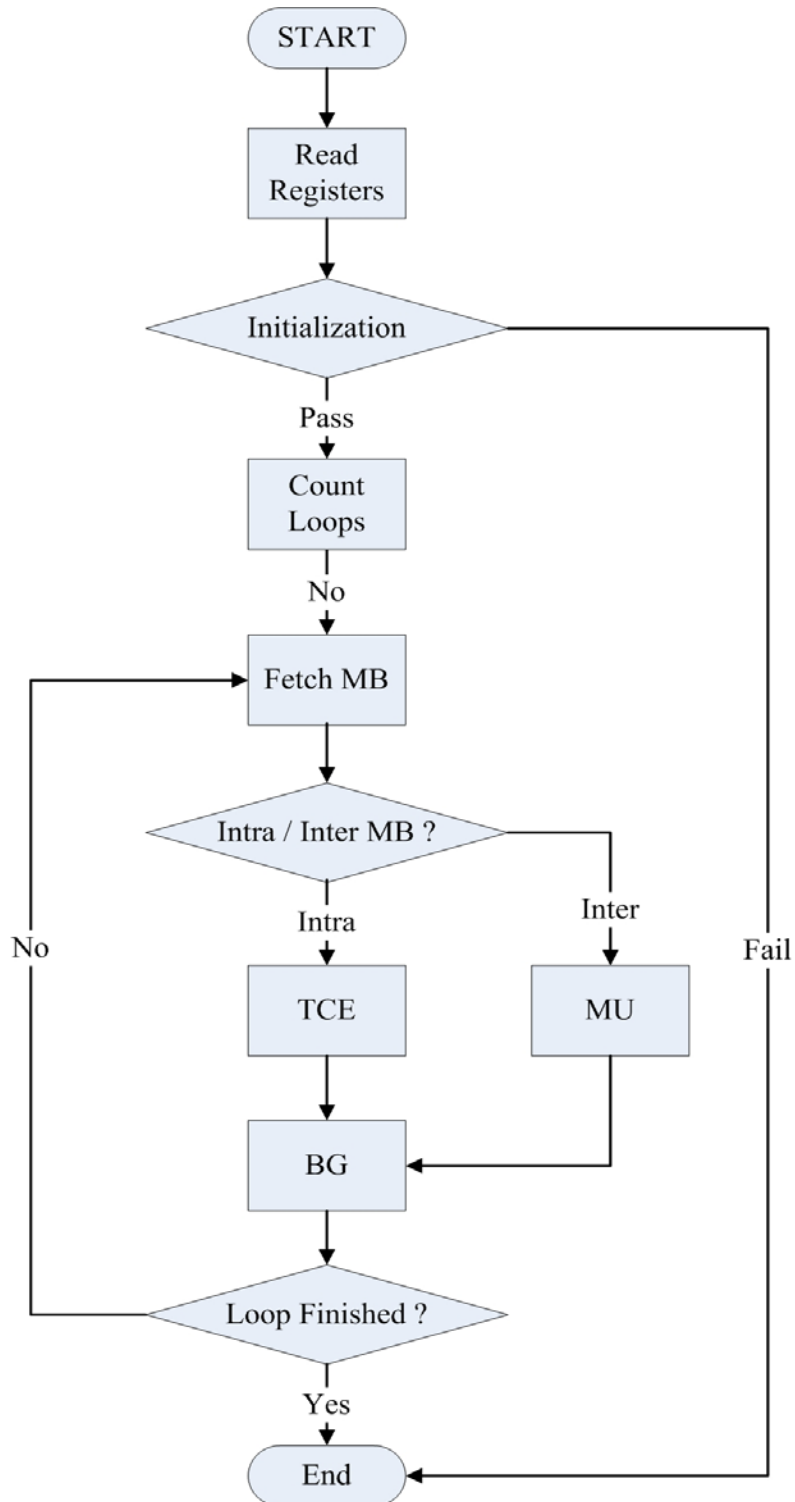 START
Read
Registers
Initialization
Pass
Count
Loops
No
Fetch MB
Intra / Inter MB ?
Intra
Inter
No
Fail
TCE
MU
BG
Loop Finished ?
Yes
End